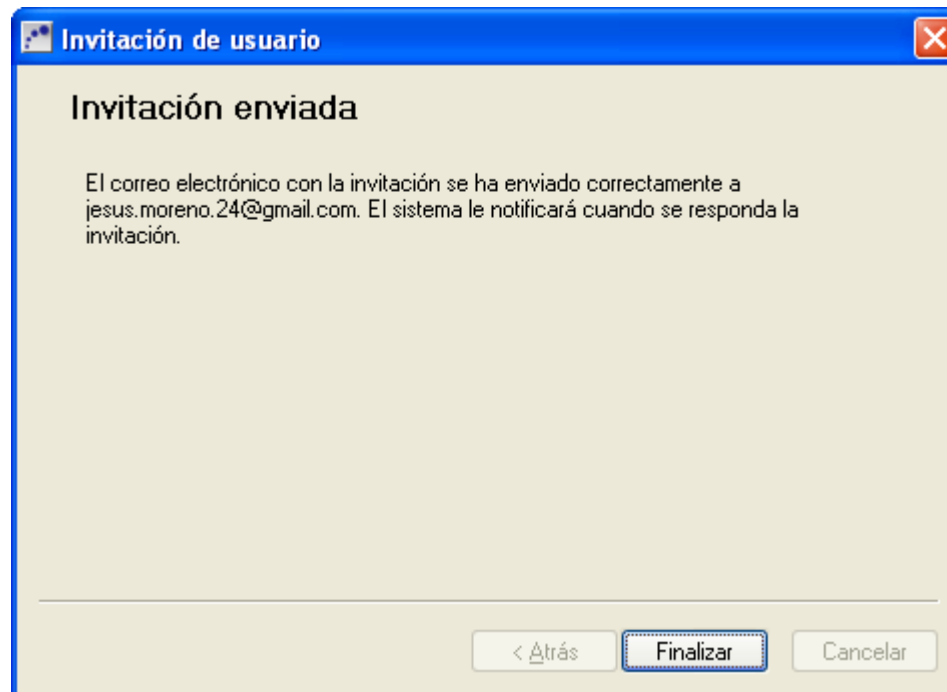 Invitación de usuario
Invitación enviada
El correo electrónico con la invitación se ha enviado correctamente a
jesus.moreno.24@gmail.com. El sistema le notificará cuando se responda la
invitación.
< Atrás
Finalizar
Cancelar